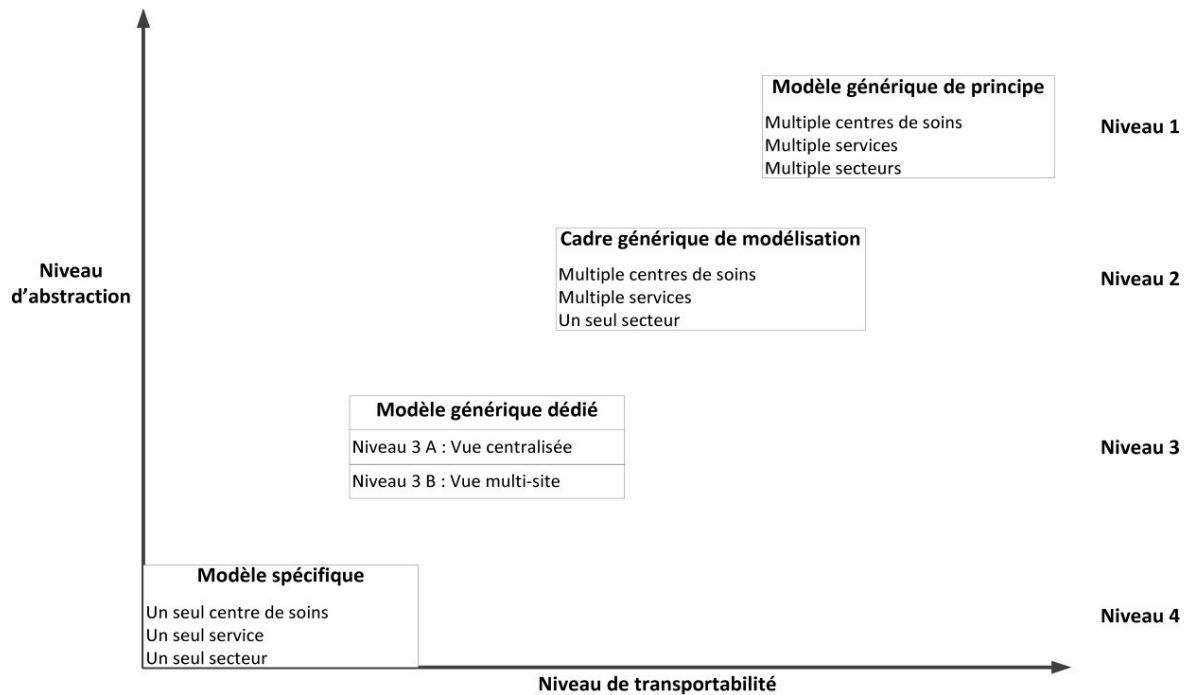 Modèle générique de principe
Multiple centres de soins
Multiple services
Multiple secteurs
Niveau 1
Cadre générique de modélisation
Multiple centres de soins
Multiple services
Un seul secteur
Niveau 2
Niveau
d’abstraction
Modèle générique dédié
Niveau 3 A : Vue centralisée
Niveau 3 B : Vue multi-site
Niveau 3
Modèle spécifique
Un seul centre de soins
Un seul service
Un seul secteur
Niveau 4
Niveau de transportabilité